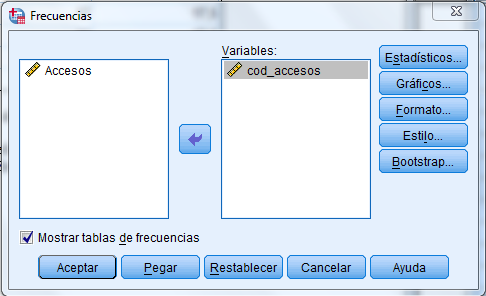 Frecuencias
Variables:
Accesos
cod_accesos
Estadísticos...
Gráficos...
Formato...
Estilo...
Bootstrap...
Mostrar tablas de frecuencias
Aceptar Pegar Restablecer Cancelar Ayuda